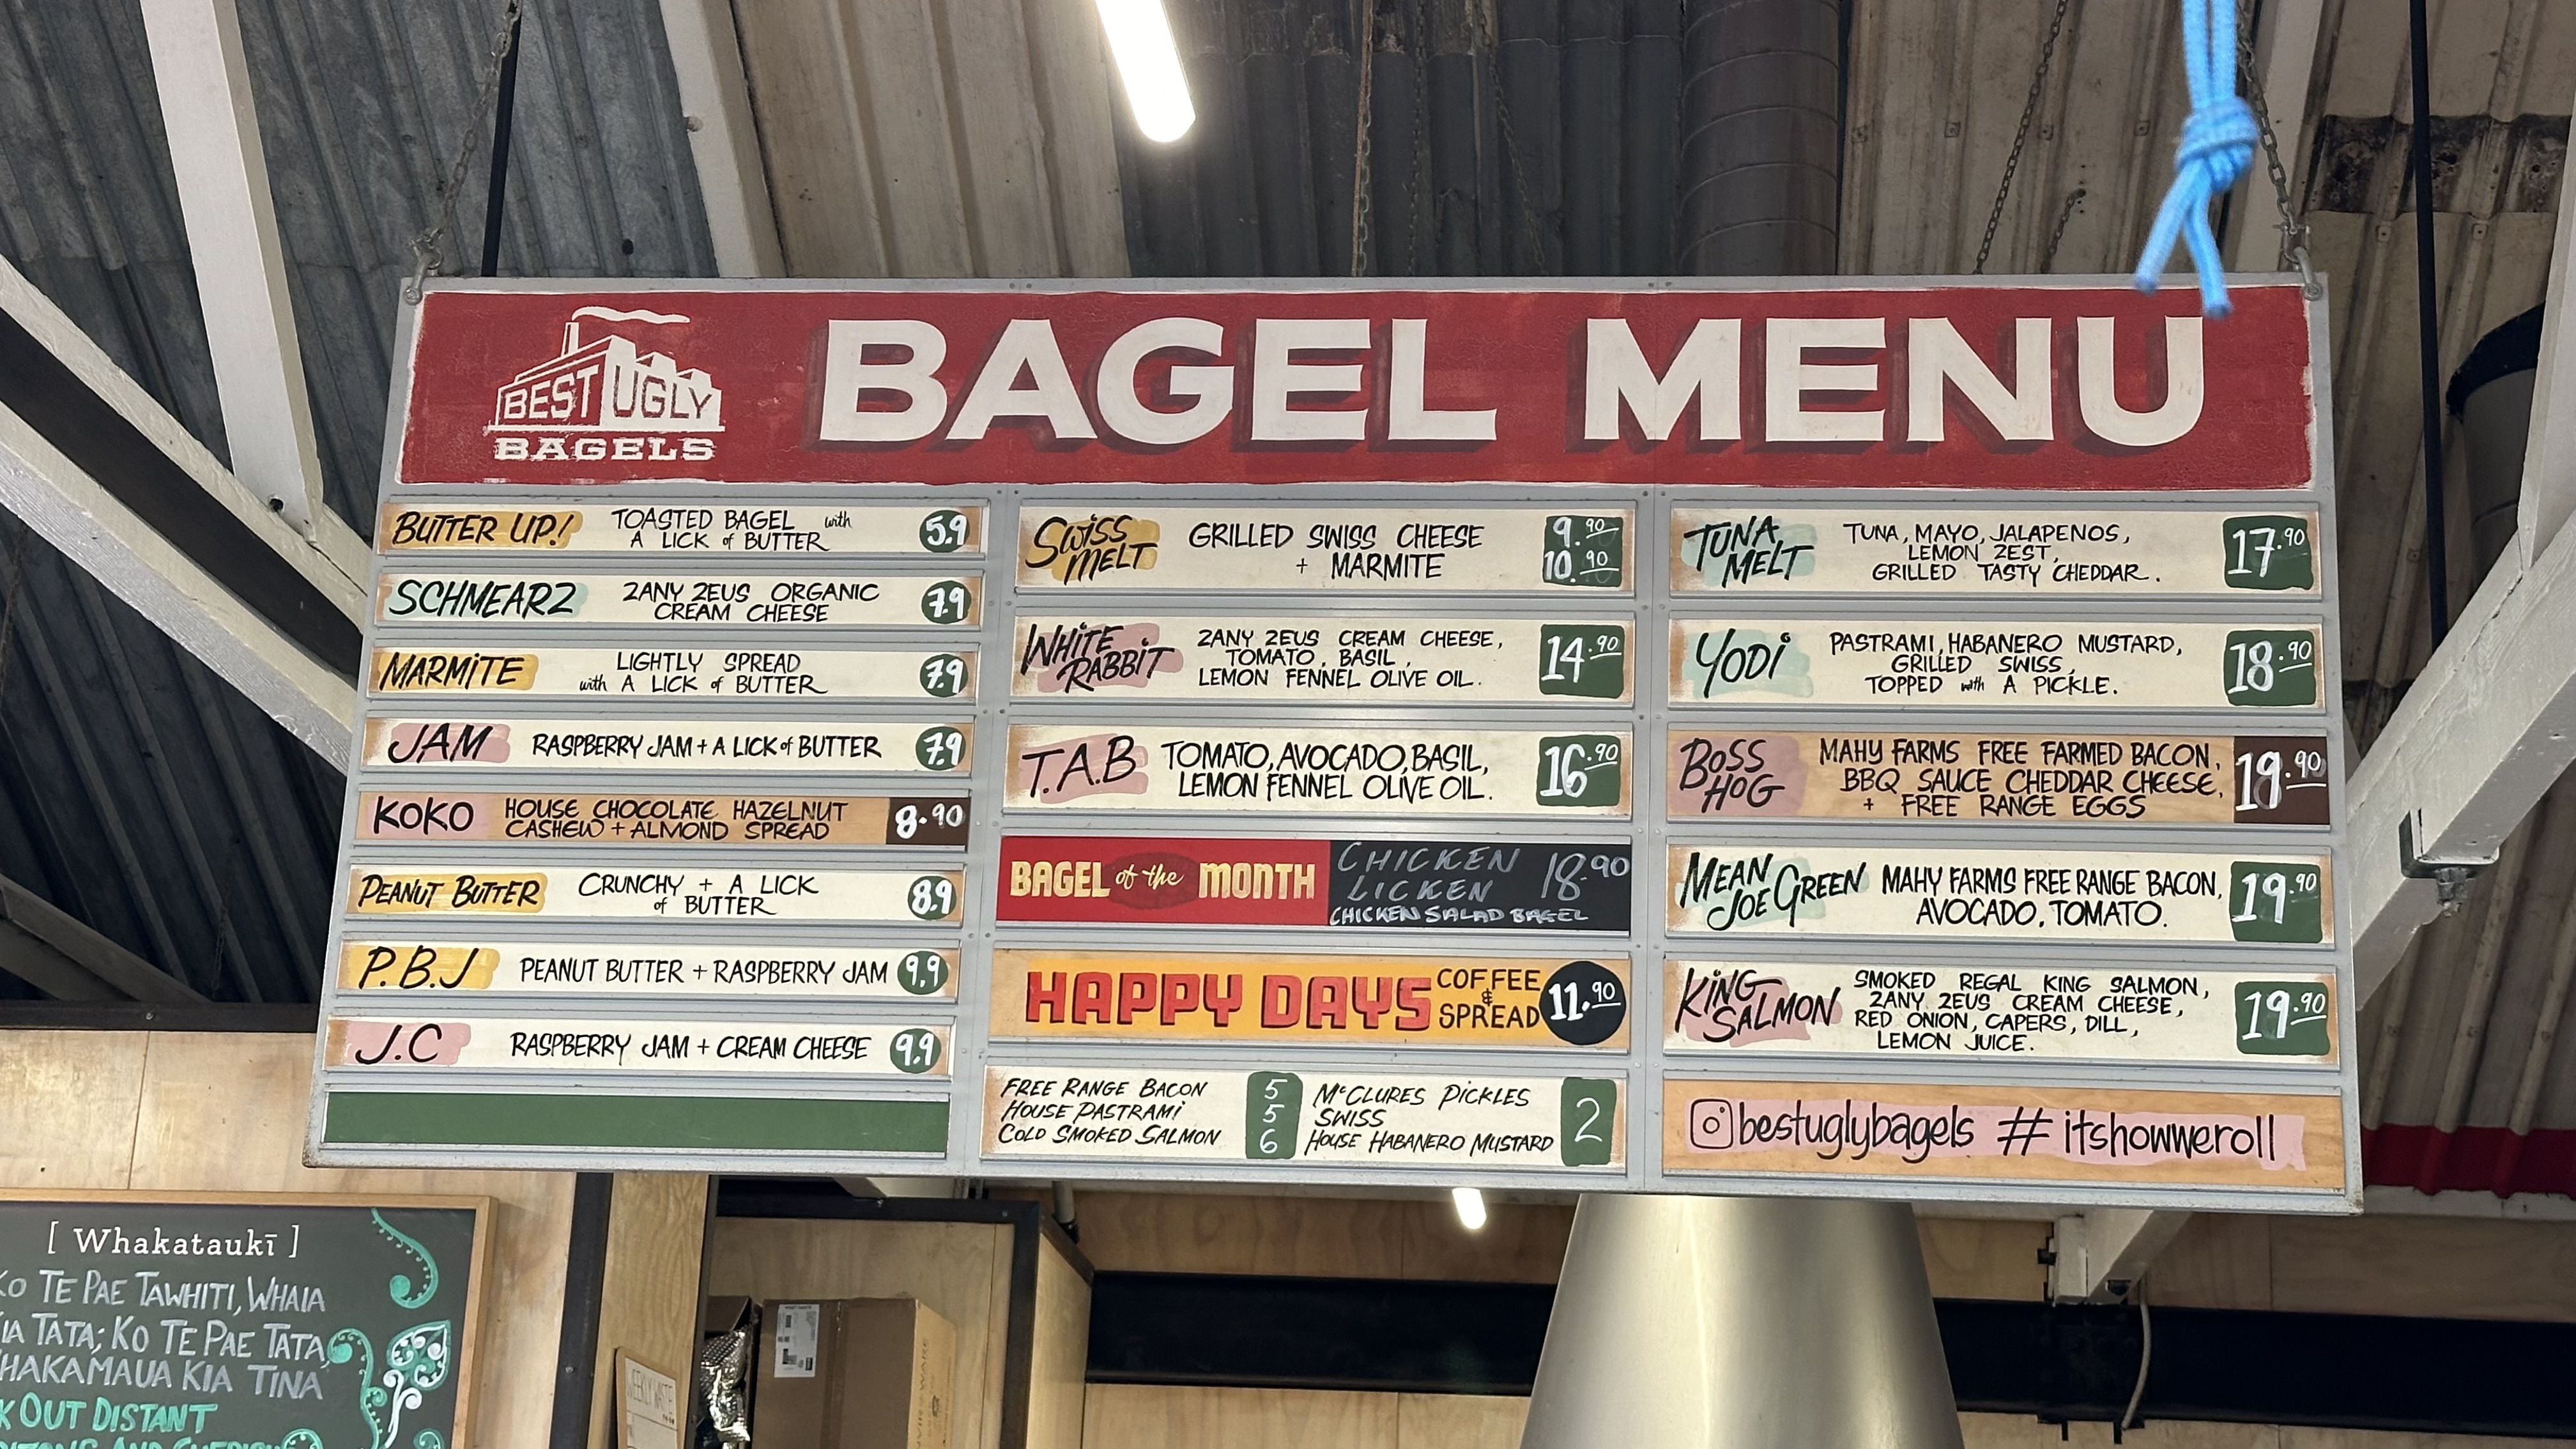 BEST UGLY
BAGELS
BAGEL MENU
BUTTER UP! TOASTED BAGEL with 5.9
A LICK of BUTTER
SCHMEARZ ZANY ZEUS ORGANIC 7.9
CREAM CHEESE
MARMITE LIGHTLY SPREAD 7.9
with A LICK of BUTTER
JAM RASPBERRY JAM + A LICK of BUTTER 7.9
KOKO HOUSE CHOCOLATE HAZELNUT 8.90
CASHEW + ALMOND SPREAD
PEANUT BUTTER CRUNCHY + A LICK 8.9
of BUTTER
P.B.J PEANUT BUTTER + RASPBERRY JAM 9.9
J.C RASPBERRY JAM + CREAM CHEESE 9.9
SWISS GRILLED SWISS CHEESE 9.90
MELT + MARMITE 10.90
WHITE ZANY ZEUS CREAM CHEESE, 14.90
RABBIT TOMATO, BASIL,
LEMON FENNEL OLIVE OIL.
T.A.B TOMATO, AVOCADO, BASIL, 16.90
LEMON FENNEL OLIVE OIL.
BAGEL of the MONTH CHICKEN 18.90
LICKEN
CHICKEN SALAD BAGEL
HAPPY DAYS COFFEE 11.90
&
SPREAD
FREE RANGE BACON 5 McCLURES PICKLES
HOUSE PASTRAMI 5 SWISS 2
COLD SMOKED SALMON 6 HOUSE HABANERO MUSTARD
TUNA TUNA, MAYO, JALAPENOS, 17.90
MELT LEMON ZEST,
GRILLED TASTY CHEDDAR.
YODI PASTRAMI, HABANERO MUSTARD, 18.90
GRILLED SWISS,
TOPPED with A PICKLE.
BOSS MAHY FARMS FREE FARMED BACON, 19.90
HOG BBQ SAUCE CHEDDAR CHEESE,
+ FREE RANGE EGGS
MEAN MAHY FARMS FREE RANGE BACON, 19.90
JOE GREEN AVOCADO, TOMATO.
KING SMOKED REGAL KING SALMON, 19.90
SALMON ZANY ZEUS CREAM CHEESE,
RED ONION, CAPERS, DILL,
LEMON JUICE.
bestuglybagels # itshowweroll
[ Whakataukī ]
KO TE PAE TAWHITI, WHAIA
KIA TATA; KO TE PAE TATA,
WHAKAMAUA KIA TINA
OUT DISTANT
AND CHERISH
WEEKLY WASTE